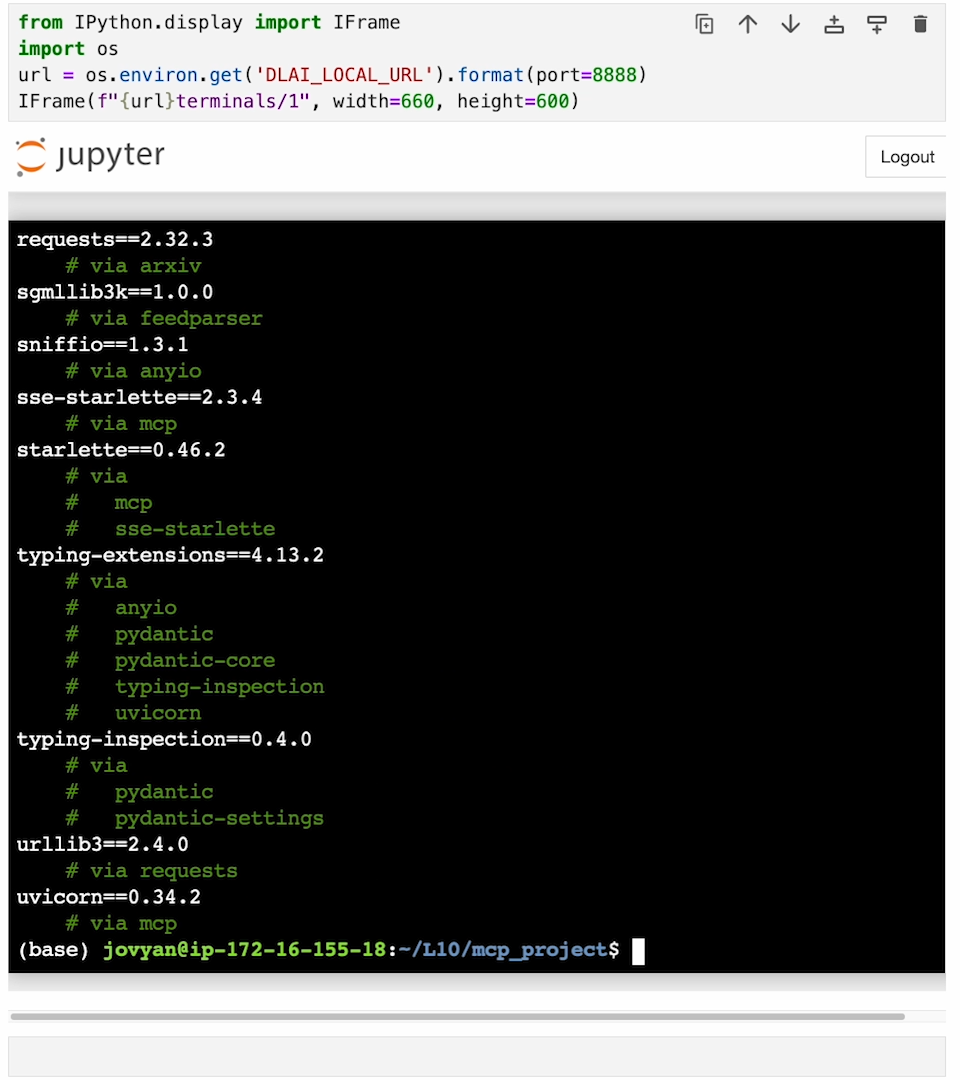 from IPython.display import IFrame
import os
url = os.environ.get('DLAI_LOCAL_URL').format(port=8888)
IFrame(f"{url}terminals/1", width=660, height=600)
jupyter
Logout
requests==2.32.3
    # via arxiv
sgmllib3k==1.0.0
    # via feedparser
sniffio==1.3.1
    # via anyio
sse-starlette==2.3.4
    # via mcp
starlette==0.46.2
    # via
    #   mcp
    #   sse-starlette
typing-extensions==4.13.2
    # via
    #   anyio
    #   pydantic
    #   pydantic-core
    #   typing-inspection
    #   uvicorn
typing-inspection==0.4.0
    # via
    #   pydantic
    #   pydantic-settings
urllib3==2.4.0
    # via requests
uvicorn==0.34.2
    # via mcp
(base) jovyan@ip-172-16-155-18:~/L10/mcp_project$